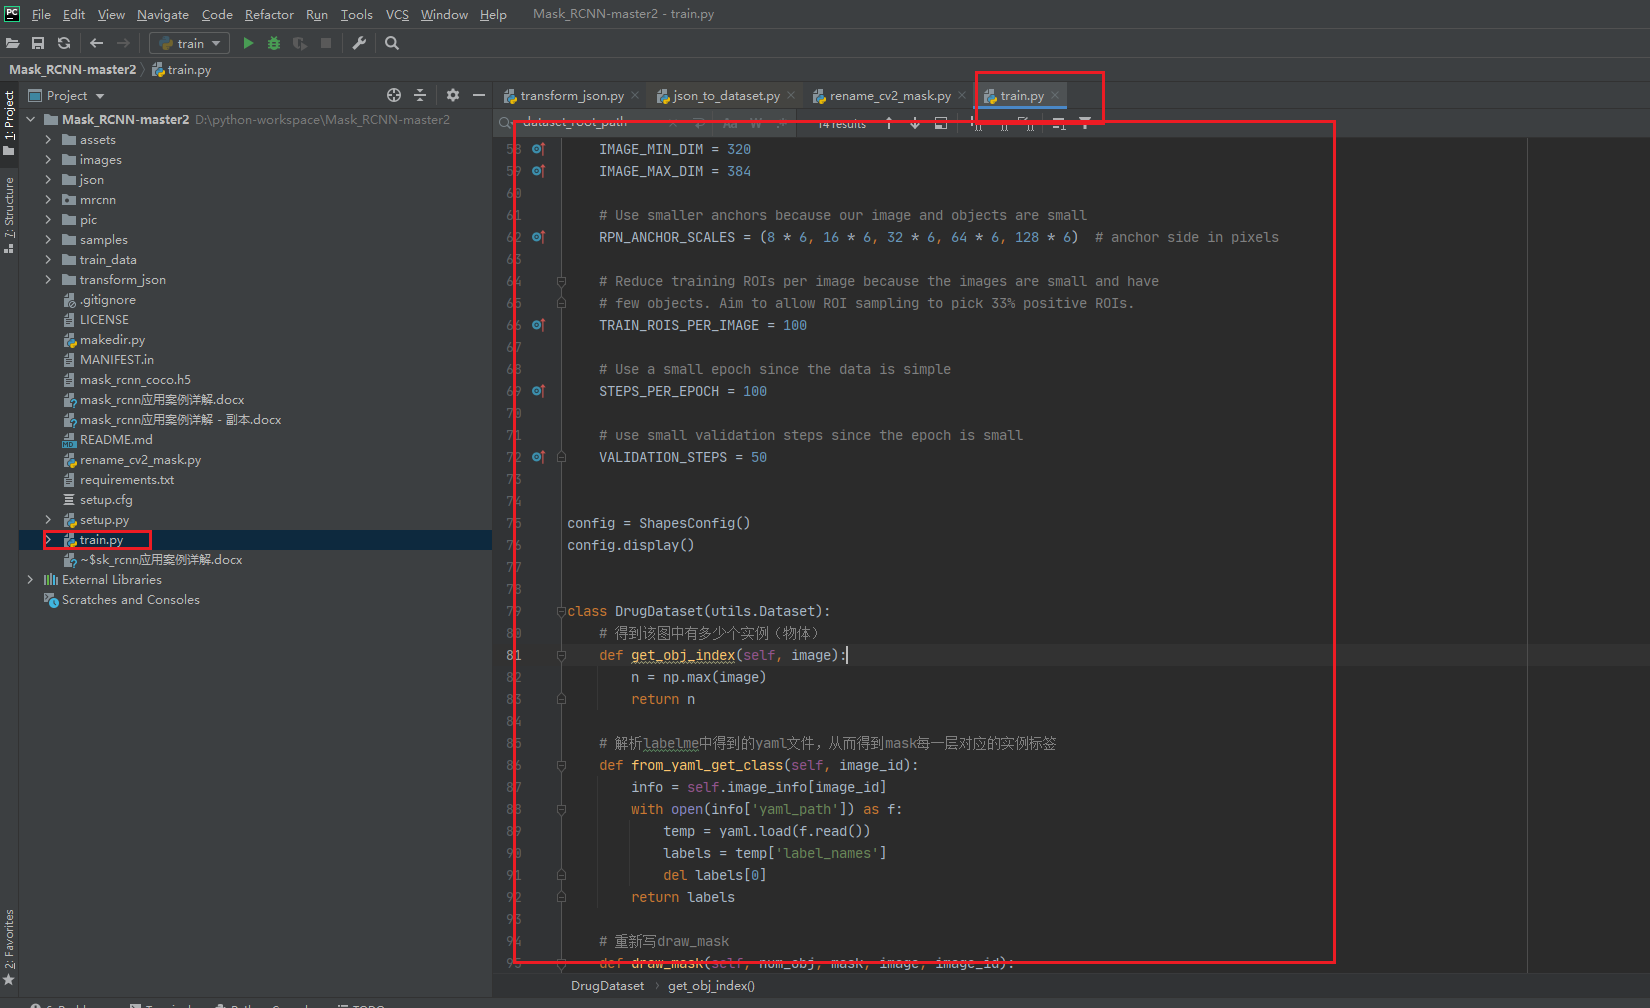 File Edit View Navigate Code Refactor Run Tools VCS Window Help Mask_RCNN-master2 - train.py
train
Mask_RCNN-master2 train.py
Project
transform_json.py json_to_dataset.py rename_cv2_mask.py train.py
dataset_root_path Aa W 14 results
1: Project
7: Structure
2: Favorites
Mask_RCNN-master2 D:\python-workspace\Mask_RCNN-master2
assets
images
json
mrcnn
pic
samples
train_data
transform_json
.gitignore
LICENSE
makedir.py
MANIFEST.in
mask_rcnn_coco.h5
mask_rcnn应用案例详解.docx
mask_rcnn应用案例详解 - 副本.docx
README.md
rename_cv2_mask.py
requirements.txt
setup.cfg
setup.py
train.py
~$sk_rcnn应用案例详解.docx
External Libraries
Scratches and Consoles
58 IMAGE_MIN_DIM = 320
59 IMAGE_MAX_DIM = 384
60
61 # Use smaller anchors because our image and objects are small
62 RPN_ANCHOR_SCALES = (8 * 6, 16 * 6, 32 * 6, 64 * 6, 128 * 6)  # anchor side in pixels
63
64 # Reduce training ROIs per image because the images are small and have
65 # few objects. Aim to allow ROI sampling to pick 33% positive ROIs.
66 TRAIN_ROIS_PER_IMAGE = 100
67
68 # Use a small epoch since the data is simple
69 STEPS_PER_EPOCH = 100
70
71 # use small validation steps since the epoch is small
72 VALIDATION_STEPS = 50
73
74
75 config = ShapesConfig()
76 config.display()
77
78
79 class DrugDataset(utils.Dataset):
80 # 得到该图中有多少个实例（物体）
81 def get_obj_index(self, image):
82 n = np.max(image)
83 return n
84
85 # 解析labelme中得到的yaml文件，从而得到mask每一层对应的实例标签
86 def from_yaml_get_class(self, image_id):
87 info = self.image_info[image_id]
88 with open(info['yaml_path']) as f:
89 temp = yaml.load(f.read())
90 labels = temp['label_names']
91 del labels[0]
92 return labels
93
94 # 重新写draw_mask
95 def draw_mask(self, num_obj, mask, image, image_id):
DrugDataset get_obj_index()